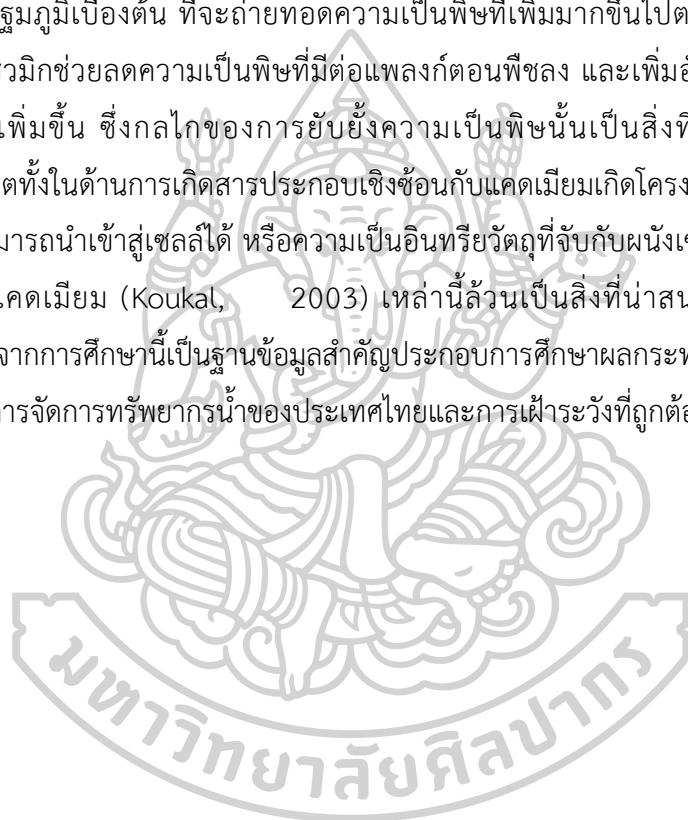 ฐมภูมิเบื้องต้น ที่จะถ่ายทอดความเป็นพิษที่เพิ่มมากขึ้นไปต
วมิกช่วยลดความเป็นพิษที่มีต่อแพลงก์ตอนพืชลง และเพิ่มอั
เพิ่มขึ้น ซึ่งกลไกของการยับยั้งความเป็นพิษนั้นเป็นสิ่งที
ตทั้งในด้านการเกิดสารประกอบเชิงซ้อนกับแคดเมียมเกิดโครง
มารถนำเข้าสู่เซลล์ได้ หรือความเป็นอินทรียวัตถุที่จับกับผนังเซ
แคดเมียม (Koukal, 2003) เหล่านี้ล้วนเป็นสิ่งที่น่าสน
จากการศึกษานี้เป็นฐานข้อมูลสำคัญประกอบการศึกษาผลกระท
การจัดการทรัพยากรน้ำของประเทศไทยและการเฝ้าระวังที่ถูกต้อ
มหาวิทยาลัยศิลปากร